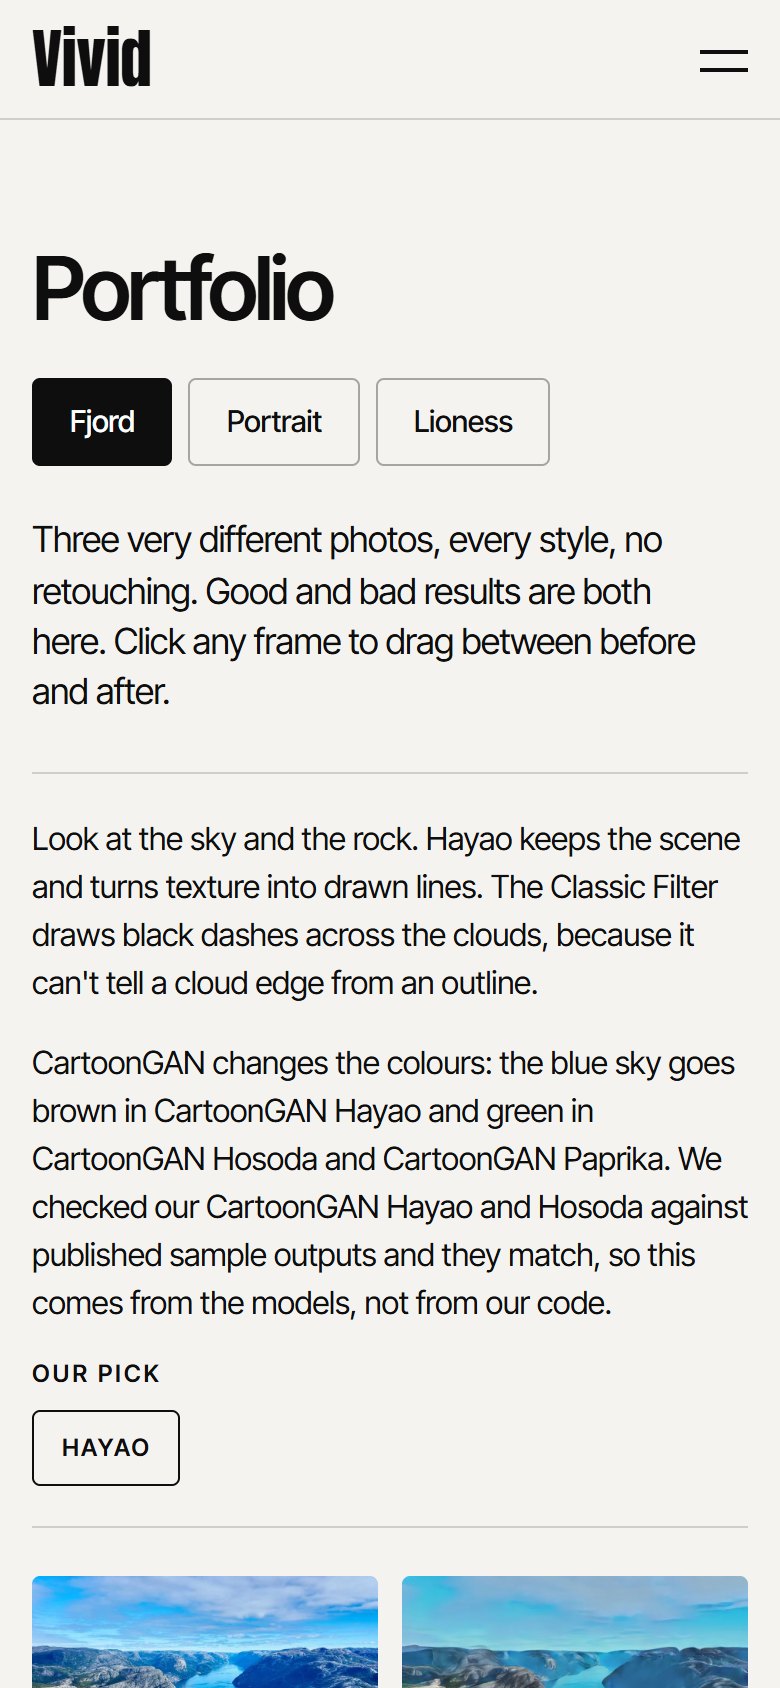 Vivid
Portfolio
Fjord
Portrait
Lioness
Three very different photos, every style, no
retouching. Good and bad results are both
here. Click any frame to drag between before
and after.
Look at the sky and the rock. Hayao keeps the scene
and turns texture into drawn lines. The Classic Filter
draws black dashes across the clouds, because it
can't tell a cloud edge from an outline.
CartoonGAN changes the colours: the blue sky goes
brown in CartoonGAN Hayao and green in
CartoonGAN Hosoda and CartoonGAN Paprika. We
checked our CartoonGAN Hayao and Hosoda against
published sample outputs and they match, so this
comes from the models, not from our code.
OUR PICK
HAYAO